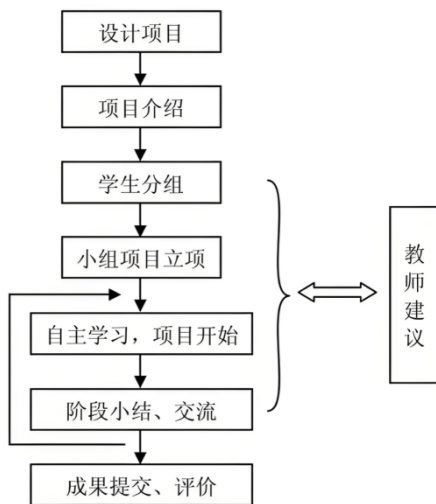 设计项目
项目介绍
学生分组
小组项目立项
自主学习，项目开始
阶段小结、交流
成果提交、评价
教师建议